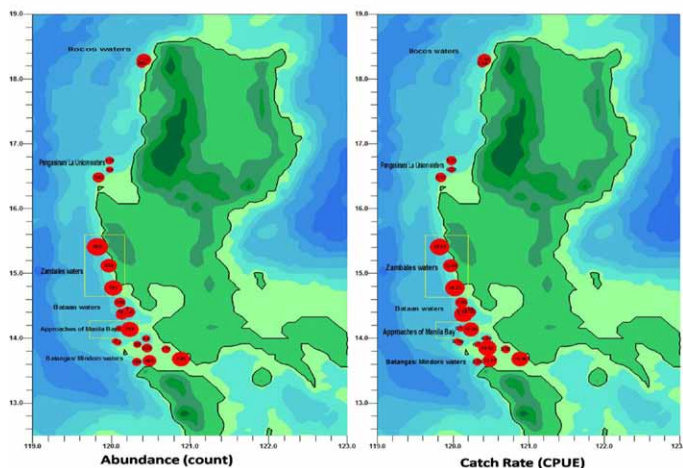 19.0
18.0
17.0
16.0
15.0
14.0
13.0
119.0 120.0 121.0 122.0 123.0
Ilocos waters
Pangasinan/ La Union waters
Zambales waters
Bataan waters
Approaches of Manila Bay
Batangas/ Mindoro waters
Abundance (count)
19.0
18.0
17.0
16.0
15.0
14.0
13.0
119.0 120.0 121.0 122.0 123.0
Ilocos waters
Pangasinan/ La Union waters
Zambales waters
Bataan waters
Approaches of Manila Bay
Batangas/ Mindoro waters
Catch Rate (CPUE)